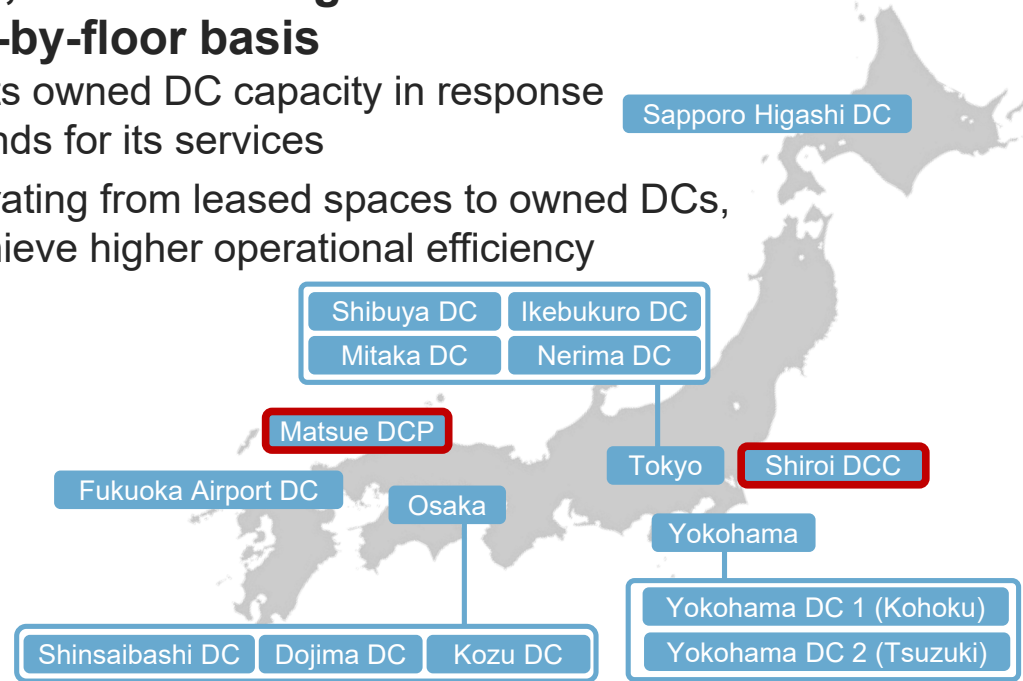 -by-floor basis
ts owned DC capacity in response
nds for its services
rating from leased spaces to owned DCs,
ieve higher operational efficiency
Sapporo Higashi DC
Shibuya DC
Ikebukuro DC
Mitaka DC
Nerima DC
Matsue DCP
Tokyo
Shiroi DCC
Fukuoka Airport DC
Osaka
Yokohama
Yokohama DC 1 (Kohoku)
Yokohama DC 2 (Tsuzuki)
Shinsaibashi DC
Dojima DC
Kozu DC